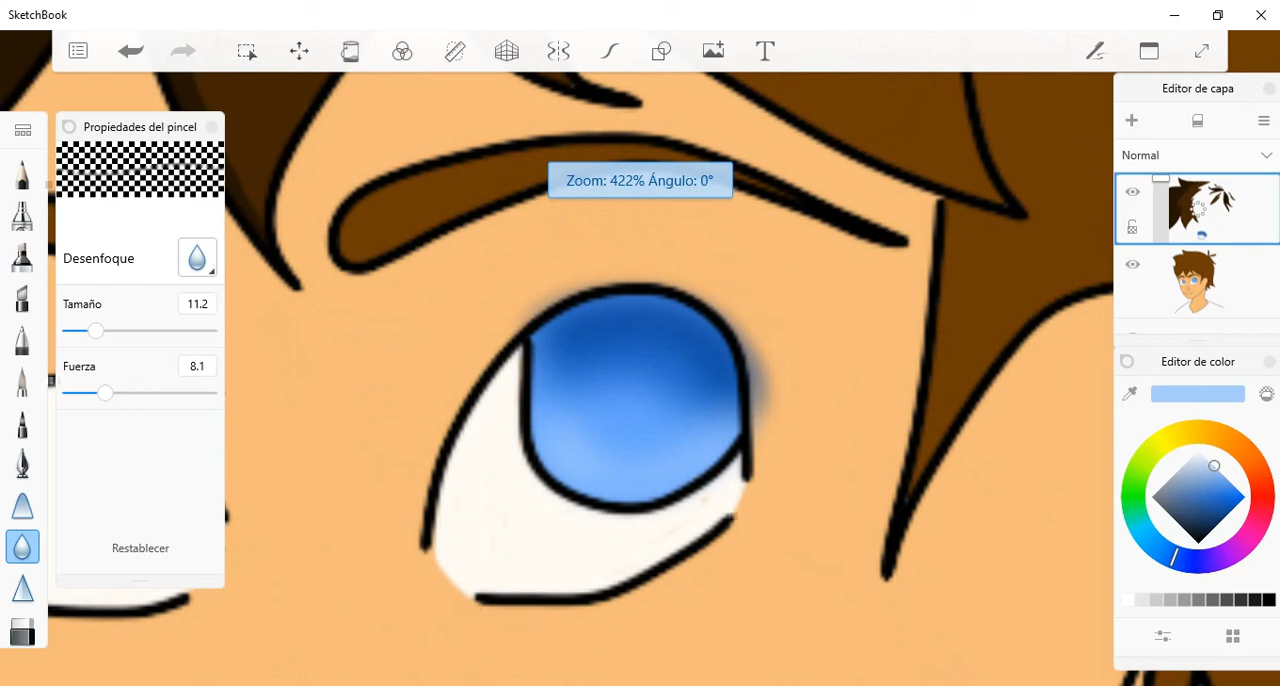 SketchBook
Propiedades del pincel
Desenfoque
Tamaño 11.2
Fuerza 8.1
Restablecer
Zoom: 422% Ángulo: 0°
T
Editor de capa
Normal
Editor de color